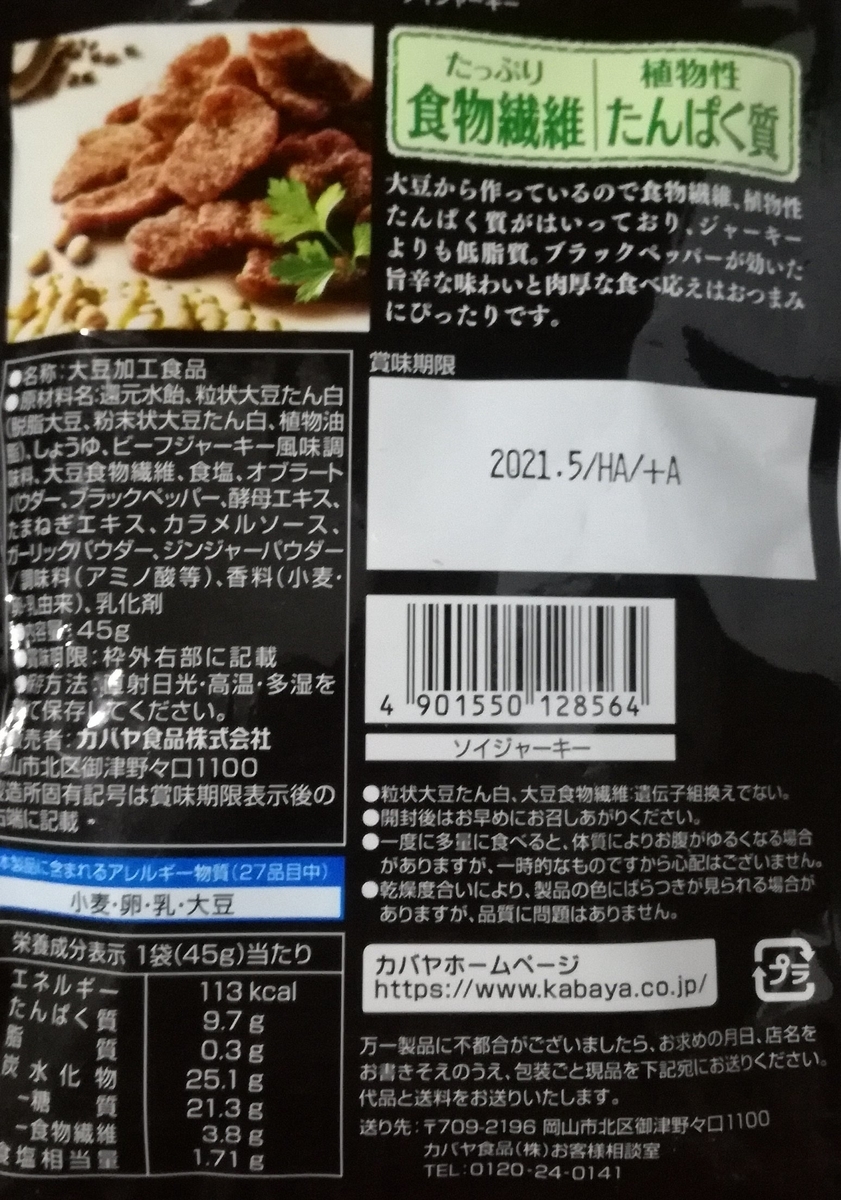 たっぷり
食物繊維
植物性
たんぱく質
大豆から作っているので食物繊維、植物性
たんぱく質がはいっており、ジャーキー
よりも低脂質。ブラックペッパーが効いた
旨辛な味わいと肉厚な食べ応えはおつまみ
にぴったりです。
●名称:大豆加工食品
●原材料名:還元水飴、粒状大豆たん白
(脱脂大豆、粉末状大豆たん白、植物油
脂)、しょうゆ、ビーフジャーキー風味調
味料、大豆食物繊維、食塩、オブラート
パウダー、ブラックペッパー、酵母エキス、
たまねぎエキス、カラメルソース、
ガーリックパウダー、ジンジャーパウダー
/調味料(アミノ酸等)、香料(小麦・
卵・乳由来)、乳化剤
内容量:45g
●賞味期限:枠外右部に記載
●保存方法:直射日光・高温・多湿を
て保存してください。
販売者:カバヤ食品株式会社
山市北区御津野々口1100
製造所固有記号は賞味期限表示後の
右端に記載。
本製品に含まれるアレルギー物質(27品目中)
小麦・卵・乳・大豆
栄養成分表示 1袋(45g)当たり
エネルギー 113 kcal
たんぱく質 9.7 g
脂質 0.3 g
炭水化物 25.1 g
-糖質 21.3 g
-食物繊維 3.8 g
食塩相当量 1.71 g
賞味期限
2021.5/HA/+A
4 901550 128564
ソイジャーキー
●粒状大豆たん白、大豆食物繊維:遺伝子組換えでない。
●開封後はお早めにお召しあがりください。
●一度に多量に食べると、体質によりお腹がゆるくなる場合
がありますが、一時的なものですから心配はございません。
●乾燥度合いにより、製品の色にばらつきが見られる場合が
ありますが、品質に問題はありません。
カバヤホームページ
https://www.kabaya.co.jp/
プラ
万一製品に不都合がございましたら、お求めの月日、店名を
お書きそえのうえ、包装ごと現品を下記宛にお送りください。
代品と送料をお送りいたします。
送り先:〒709-2196 岡山市北区御津野々口1100
カバヤ食品(株)お客様相談室
TEL:0120-24-0141